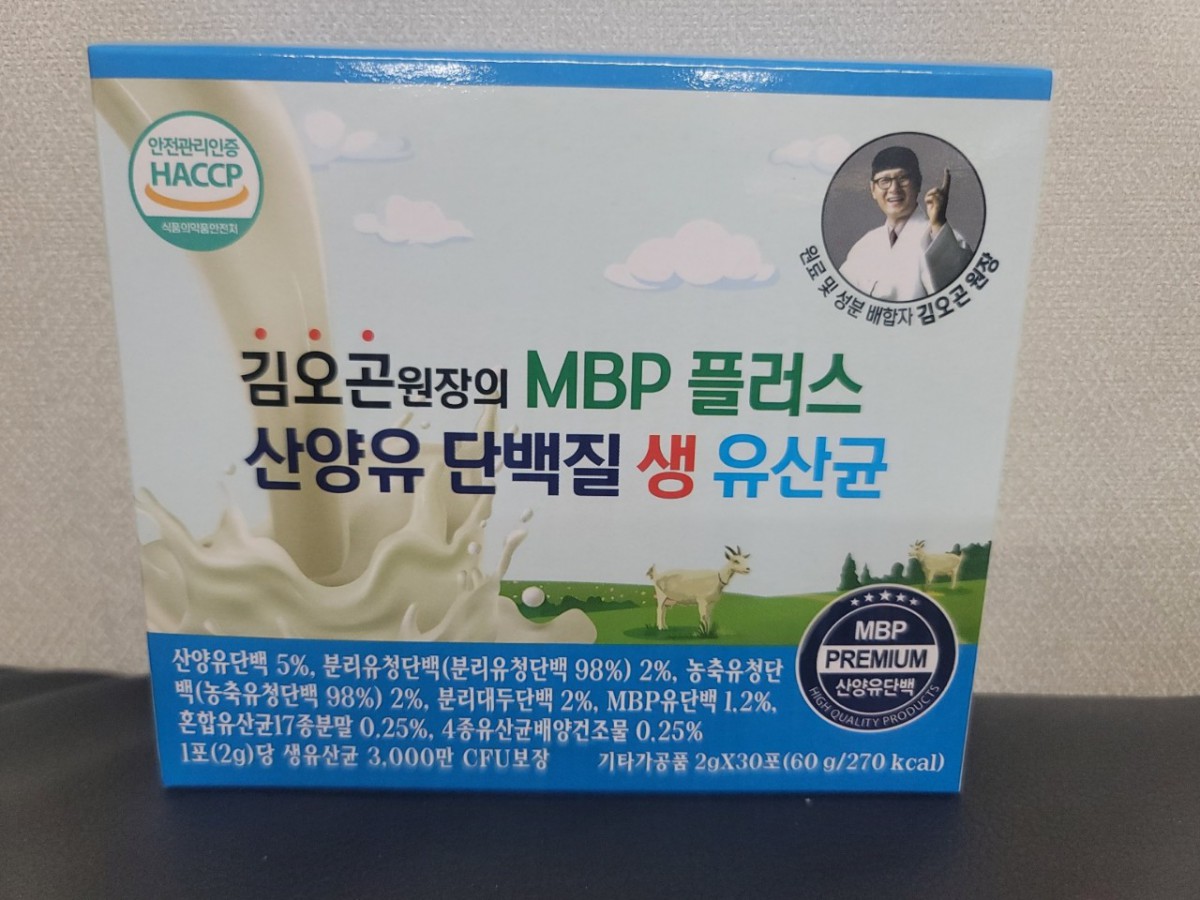 안전관리인증
HACCP
식품의약품안전처
원료 및 성분 배합자 김오곤 원장
김오곤원장의 MBP 플러스
산양유 단백질 생 유산균
MBP
PREMIUM
산양유단백
HIGH QUALITY PRODUCTS
산양유단백 5%, 분리유청단백(분리유청단백 98%) 2%, 농축유청단
백(농축유청단백 98%) 2%, 분리대두단백 2%, MBP유단백 1.2%,
혼합유산균17종분말 0.25%, 4종유산균배양건조물 0.25%
1포(2g)당 생유산균 3,000만 CFU보장 기타가공품 2gX30포(60 g/270 kcal)